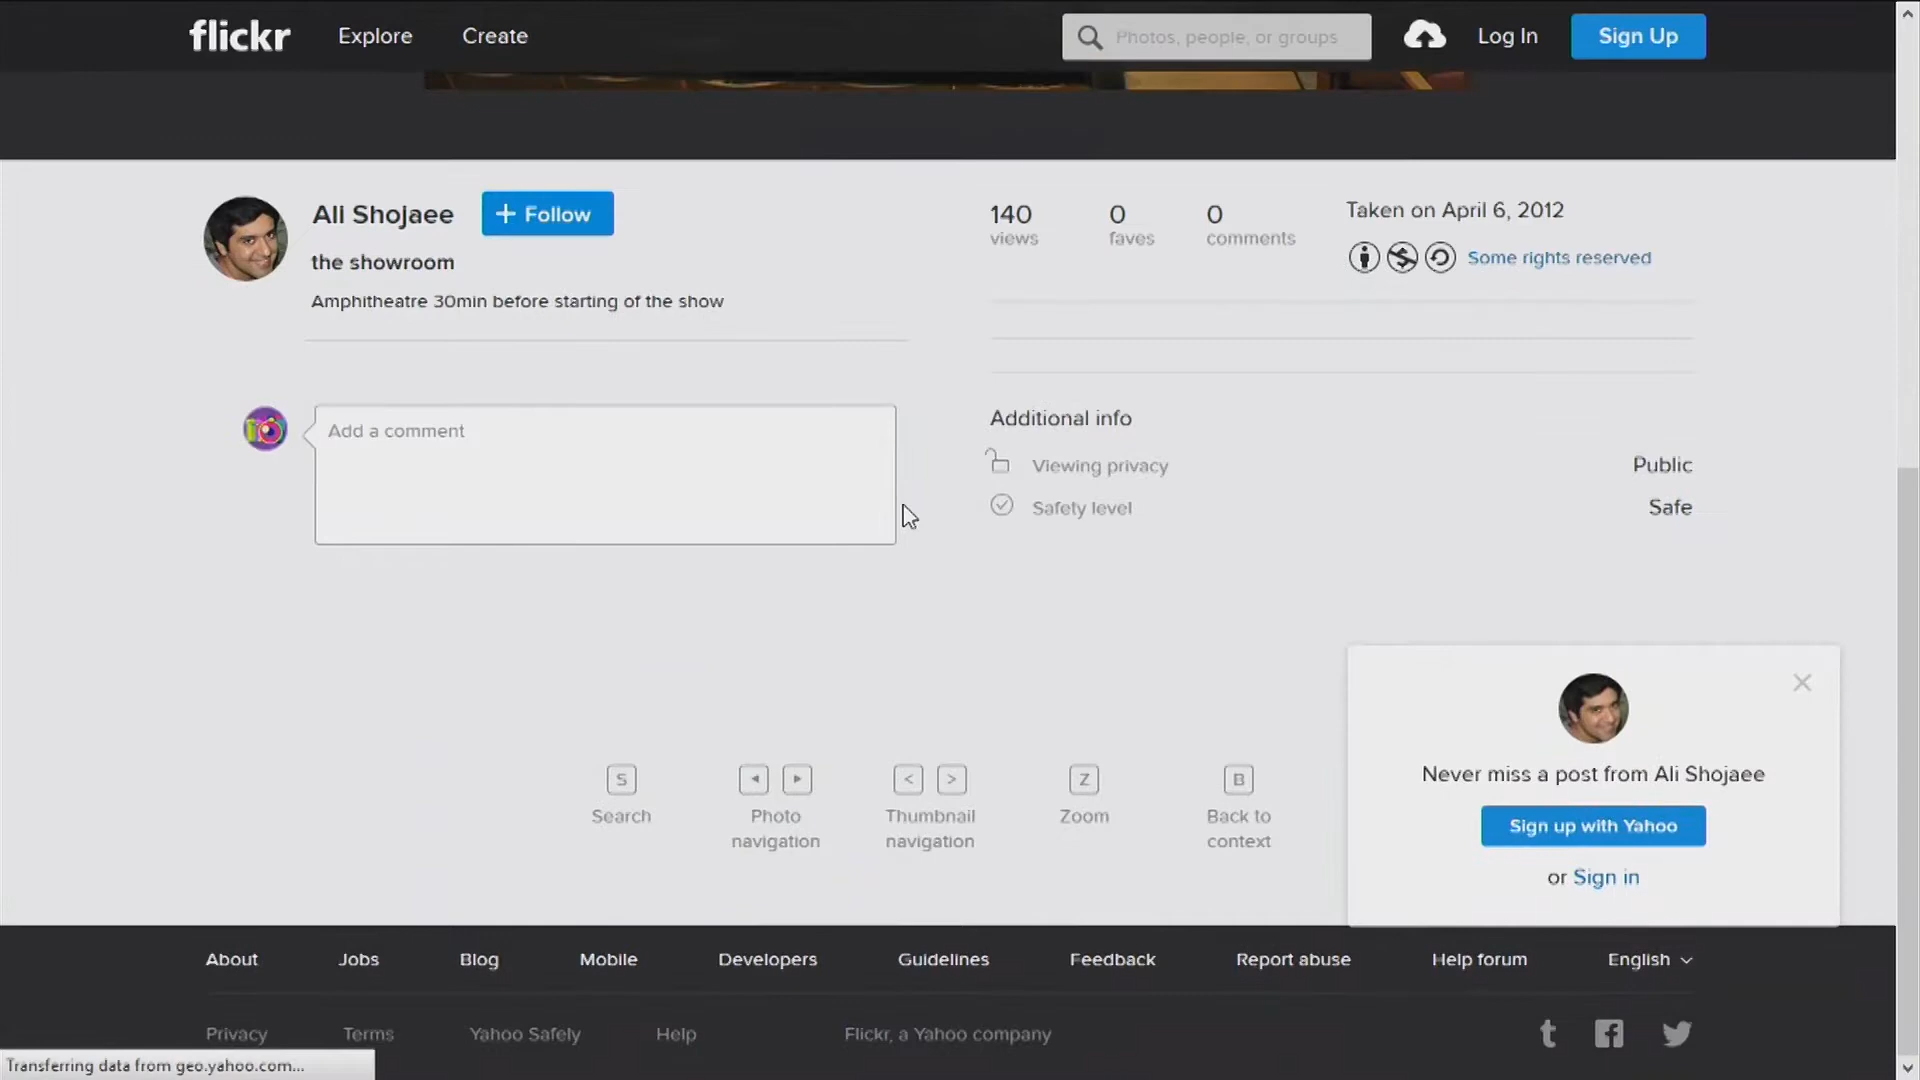 flickr Explore Create Photos, people, or groups Log In Sign Up
Ali Shojaee + Follow
the showroom
Amphitheatre 30min before starting of the show
140 views
0 faves
0 comments
Taken on April 6, 2012
Some rights reserved
Add a comment
Additional info
Viewing privacy Public
Safety level Safe
Never miss a post from Ali Shojaee
Sign up with Yahoo
or Sign in
S Search
Photo
navigation
< > Thumbnail
navigation
Z Zoom
B Back to
context
About Jobs Blog Mobile Developers Guidelines Feedback Report abuse Help forum English
Privacy Terms Yahoo Safely Help Flickr, a Yahoo company
Transferring data from geo.yahoo.com...